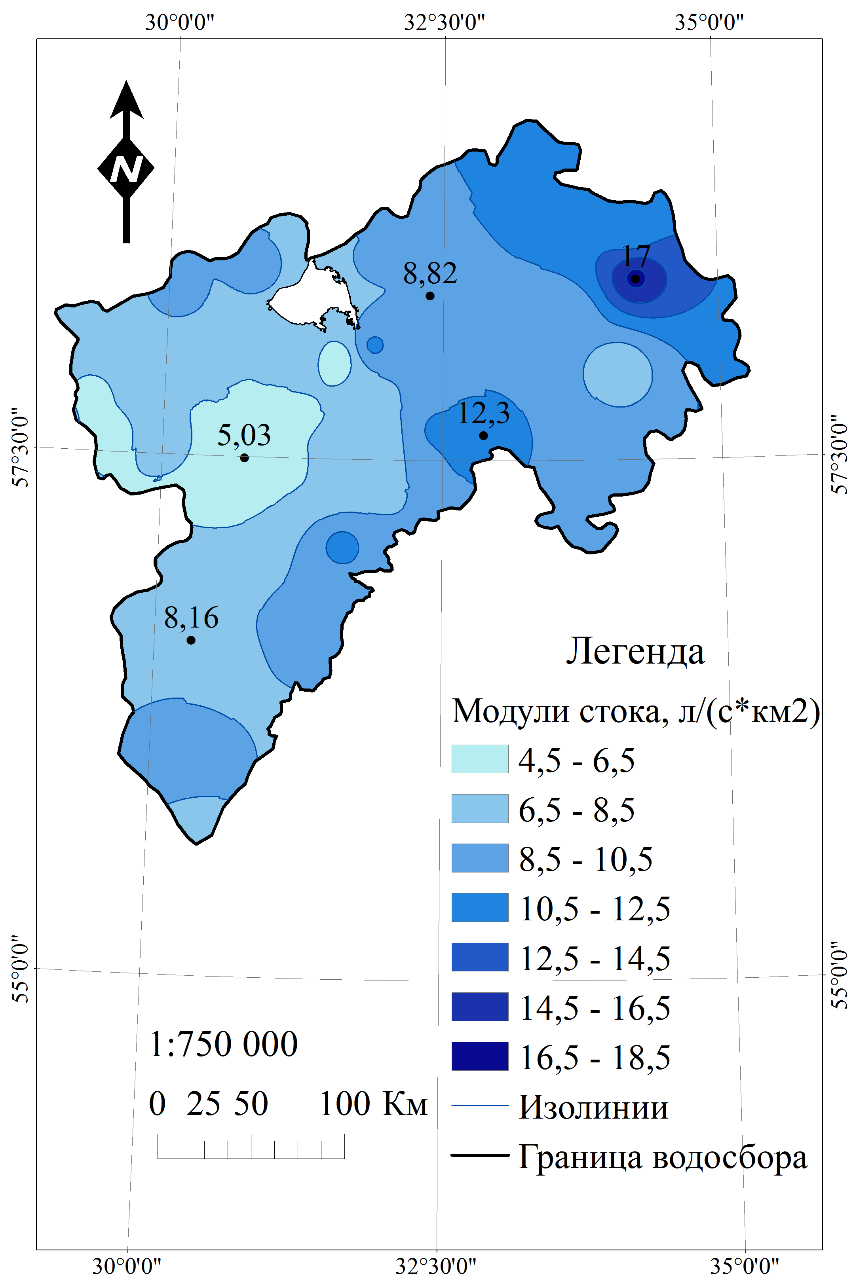 30°0'0" 32°30'0" 35°0'0"
N
17
8,82
12,3
57°30'0" 5,03 57°30'0"
8,16
Легенда
Модули стока, л/(с*км2)
4,5 - 6,5
6,5 - 8,5
8,5 - 10,5
10,5 - 12,5
12,5 - 14,5
55°0'0" 55°0'0"
14,5 - 16,5
1:750 000
16,5 - 18,5
0 25 50 100 Км
Изолинии
Граница водосбора
30°0'0" 32°30'0" 35°0'0"